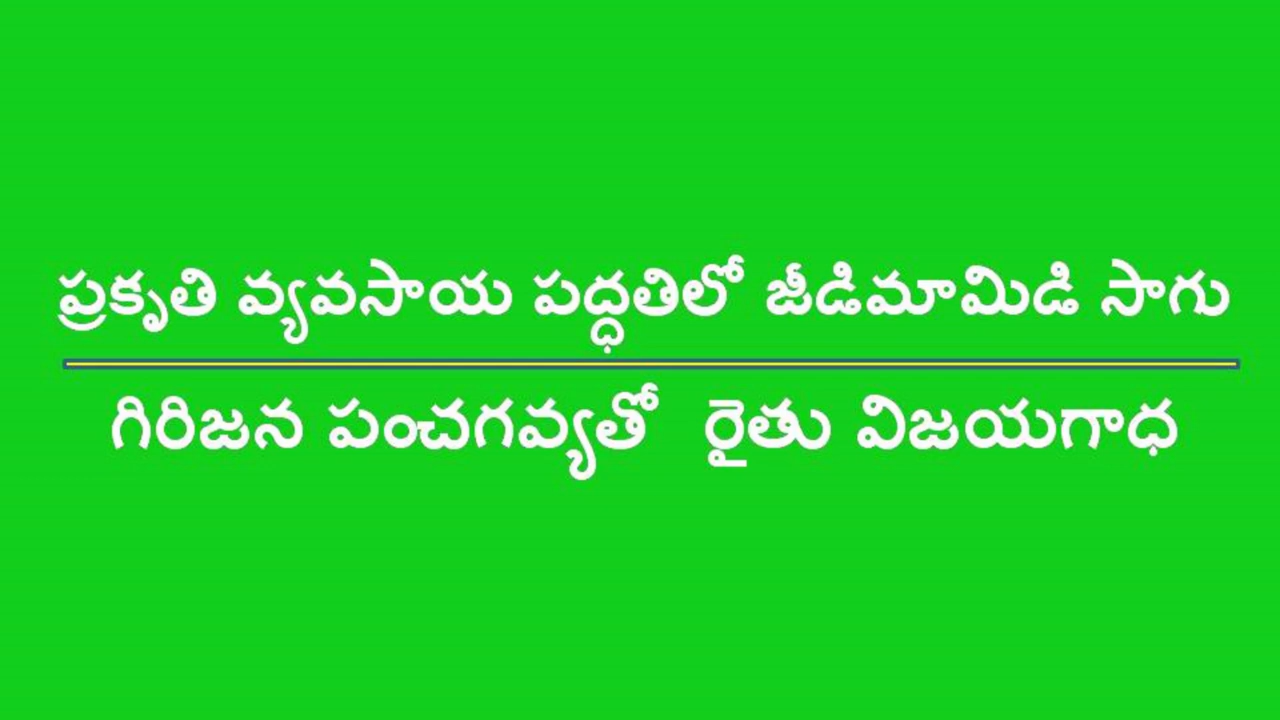 ప్రకృతి వ్యవసాయ పద్ధతిలో జీడిమామిడి సాగు
గిరిజన పంచగవ్యతో రైతు విజయగాధ